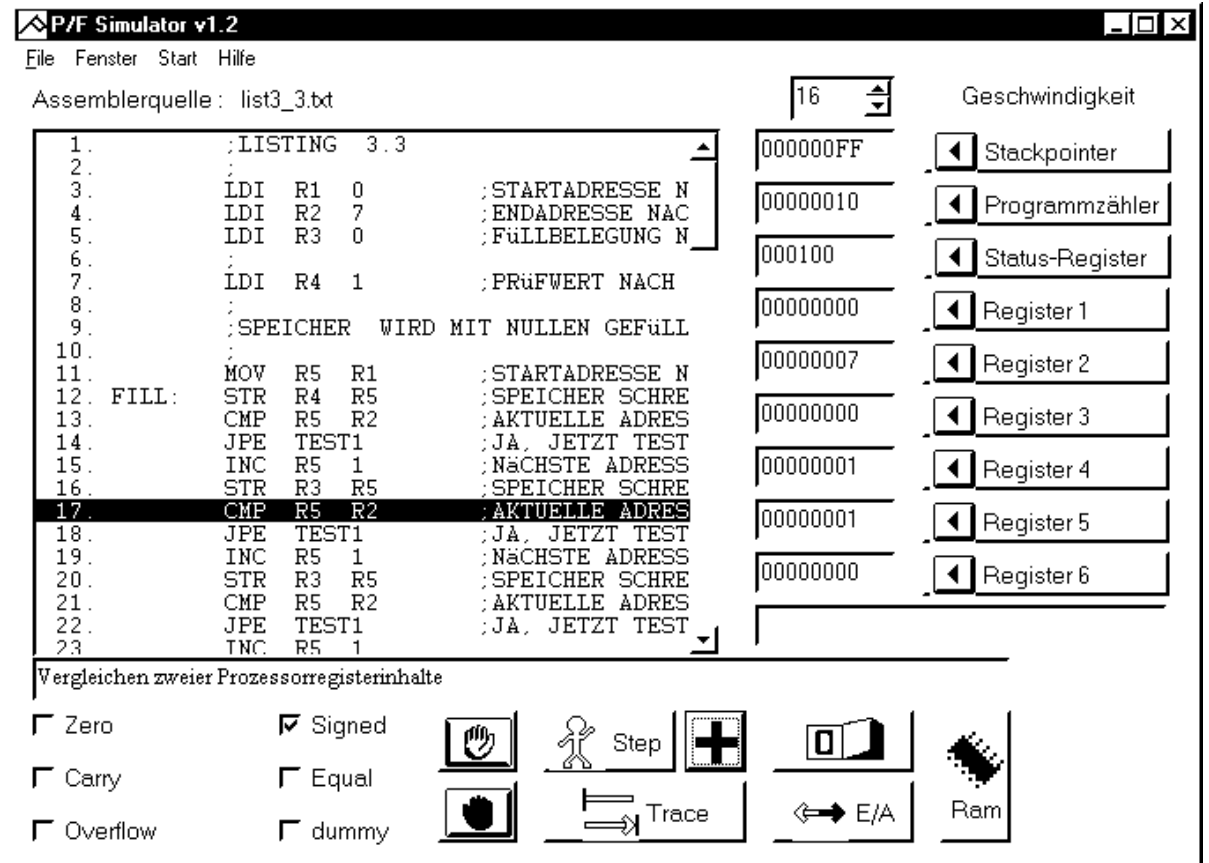 P/F Simulator v1.2
File Fenster Start Hilfe
Assemblerquelle : list3_3.txt
16 Geschwindigkeit
1. ;LISTING 3.3
2. ;
3. LDI R1 0 ;STARTADRESSE N
4. LDI R2 7 ;ENDADRESSE NAC
5. LDI R3 0 ;FüLLBELEGUNG N
6. ;
7. LDI R4 1 ;PRüFWERT NACH
8. ;
9. ;SPEICHER WIRD MIT NULLEN GEFüLL
10. ;
11. MOV R5 R1 ;STARTADRESSE N
12. FILL: STR R4 R5 ;SPEICHER SCHRE
13. CMP R5 R2 ;AKTUELLE ADRES
14. JPE TEST1 ;JA, JETZT TEST
15. INC R5 1 ;NäCHSTE ADRESS
16. STR R3 R5 ;SPEICHER SCHRE
17. CMP R5 R2 ;AKTUELLE ADRES
18. JPE TEST1 ;JA, JETZT TEST
19. INC R5 1 ;NäCHSTE ADRESS
20. STR R3 R5 ;SPEICHER SCHRE
21. CMP R5 R2 ;AKTUELLE ADRES
22. JPE TEST1 ;JA, JETZT TEST
23 INC R5 1
000000FF Stackpointer
00000010 Programmzähler
000100 Status-Register
00000000 Register 1
00000007 Register 2
00000000 Register 3
00000001 Register 4
00000001 Register 5
00000000 Register 6
Vergleichen zweier Prozessorregisterinhalte
Zero Signed
Carry Equal
Overflow dummy
Step
Trace
0
E/A
Ram